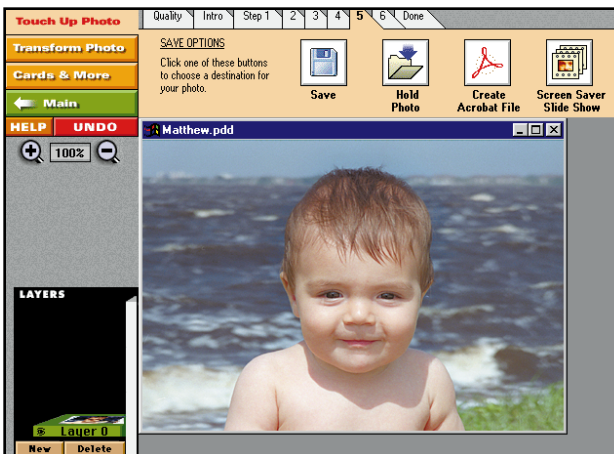 Touch Up Photo
Transform Photo
Cards & More
Main
HELP UNDO
100%
Quality Intro Step 1 2 3 4 5 6 Done
SAVE OPTIONS
Click one of these buttons
to choose a destination for
your photo.
Save
Hold
Photo
Create
Acrobat File
Screen Saver
Slide Show
Matthew.pdd
LAYERS
Layer 0
New Delete